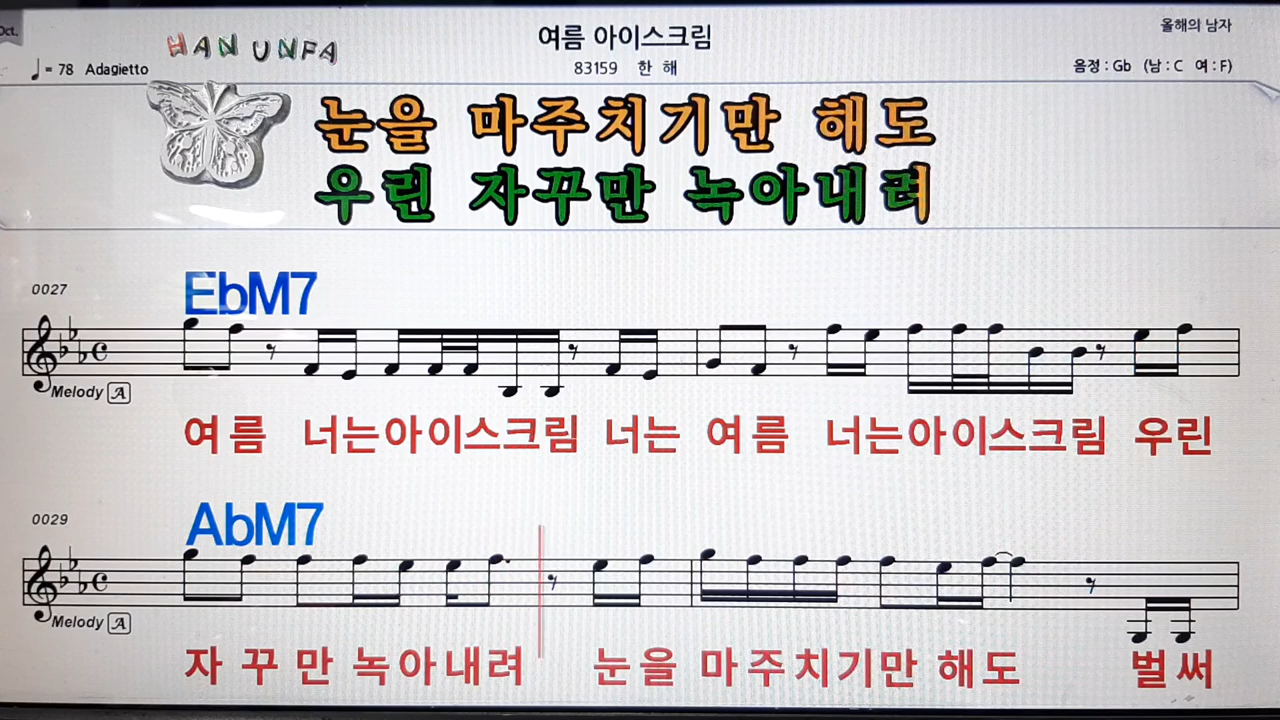 Oct.
HAN UNFA
여름 아이스크림
올해의 남자
♩= 78 Adagietto
83159 한 해
음정 : Gb (남 : C 여 : F)
눈을 마주치기만 해도
우린 자꾸만 녹아내려
0027
EbM7
Melody A
여름 너는아이스크림 너는 여름 너는아이스크림 우린
0029
AbM7
Melody A
자 꾸 만 녹아내려 눈을 마주치기만 해도 벌써